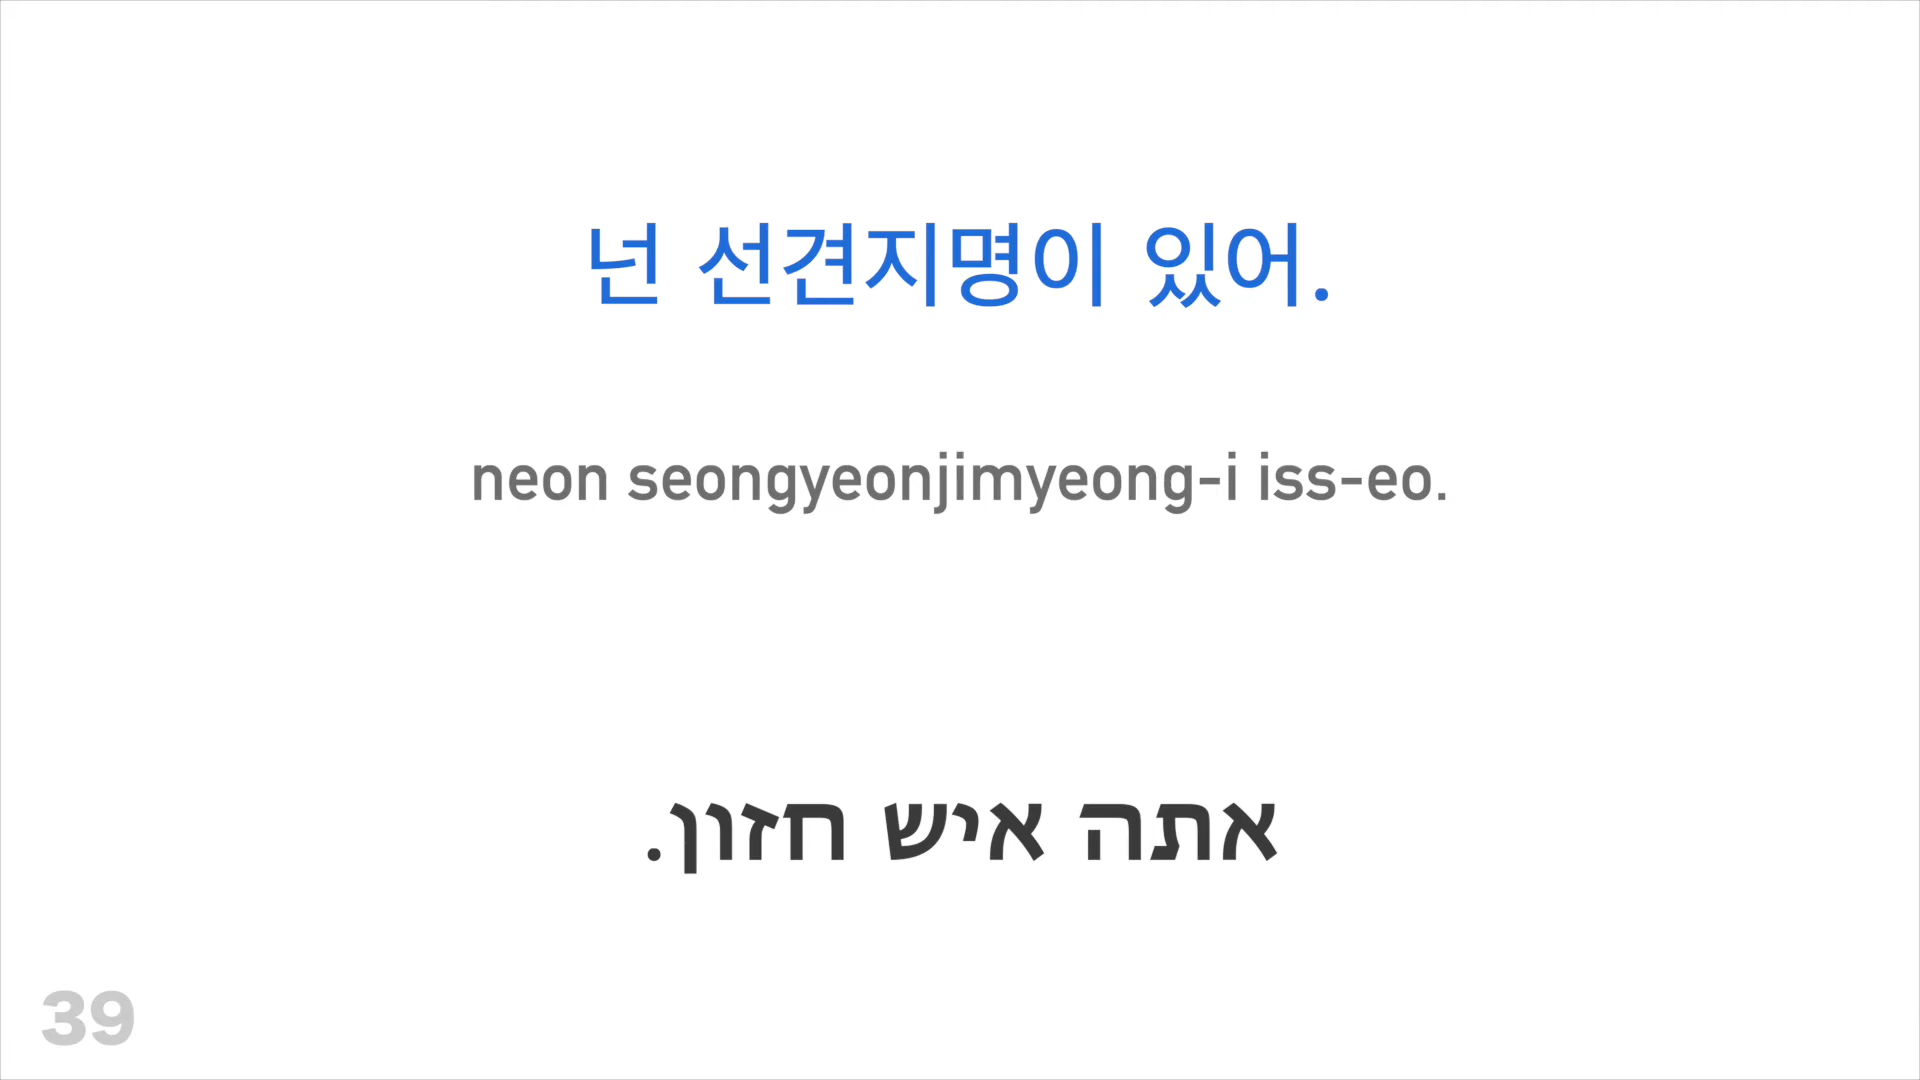 넌 선견지명이 있어.
neon seongyeonjimyeong-i iss-eo.
אתה איש חזון.
39